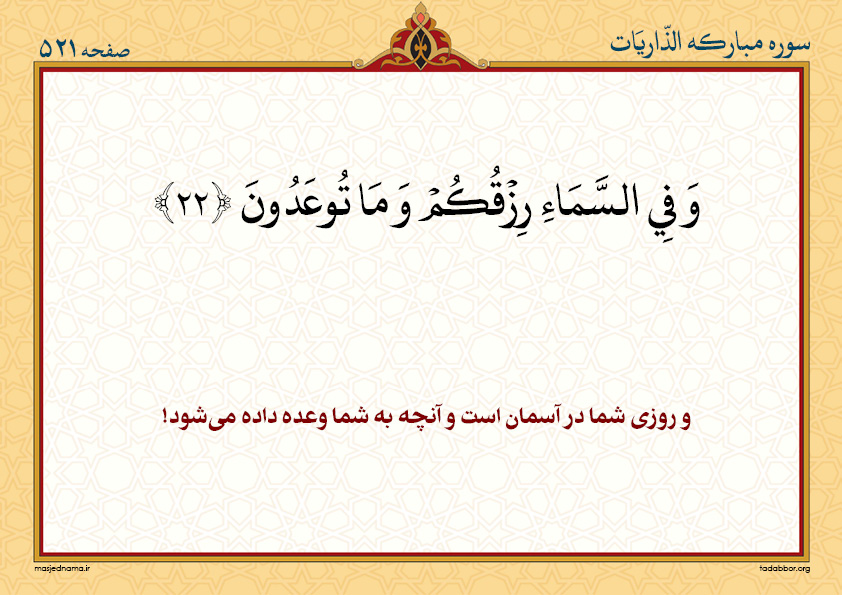 سوره مبارکه الذّاریَات
صفحه ۵۲۱
وَ فِي السَّمَاءِ رِزْقُكُمْ وَ مَا تُوعَدُونَ ﴿٢٢﴾
و روزی شما در آسمان است و آنچه به شما وعده داده می‌شود!
masjednama.ir
tadabbor.org